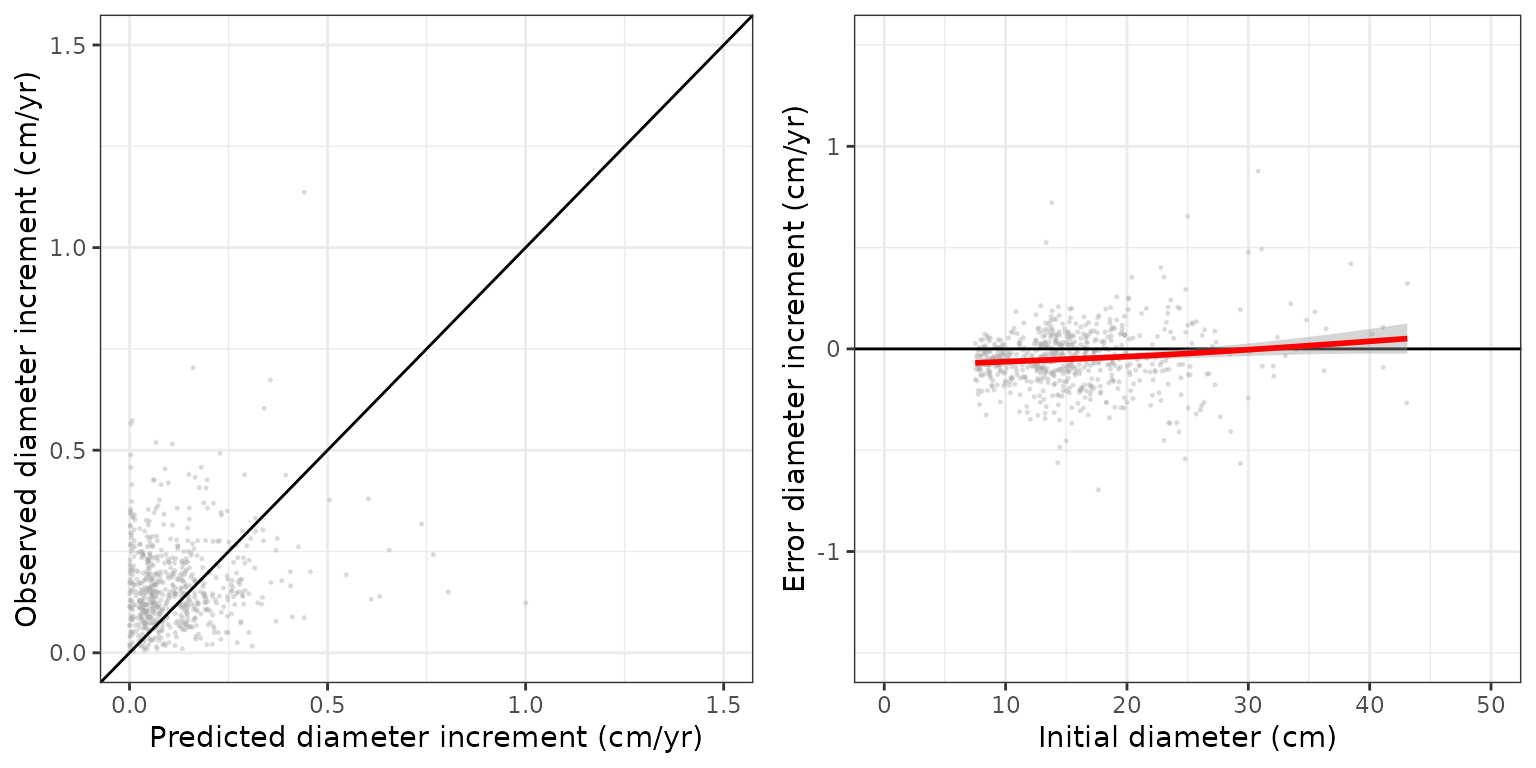 Observed diameter increment (cm/yr)
1.5
1.0
0.5
0.0
0.0 0.5 1.0 1.5
Predicted diameter increment (cm/yr)
Error diameter increment (cm/yr)
1
0
-1
0 10 20 30 40 50
Initial diameter (cm)